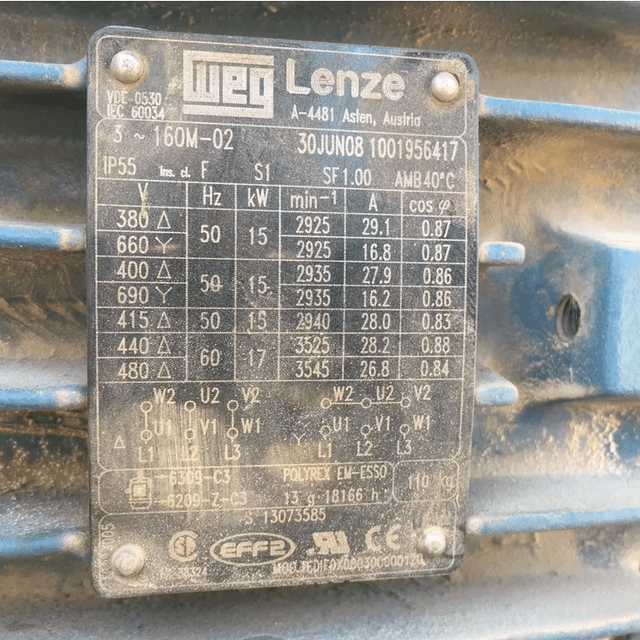 WEG Lenze
VDE 0530
IEC 60034
A-4481 Asten, Austria
3 ~ 160M-02 30JUN08 1001956417
IP55 Ins. cl. F S1 SF1.00 AMB40°C
V Hz kW min⁻¹ A cos φ
380 Δ 50 15 2925 29.1 0.87
660 Y 2925 16.8 0.87
400 Δ 50 15 2935 27.9 0.86
690 Y 2935 16.2 0.86
415 Δ 50 15 2940 28.0 0.83
440 Δ 60 17 3525 28.2 0.88
480 Δ 3545 26.8 0.84
W2 U2 V2 W2 U2 V2
U1 V1 W1 U1 V1 W1
Δ L1 L2 L3 Y L1 L2 L3
6309-C3 POLYREX EM-ESSO 110 kg
6209-Z-C3 13 g 18166 h
S 13073585
EFF2 CE